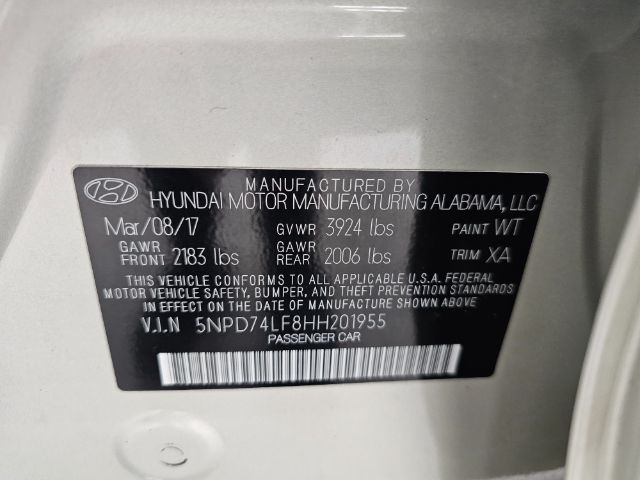 MANUFACTURED BY
HYUNDAI MOTOR MANUFACTURING ALABAMA, LLC
Mar/08/17 GVWR 3924 lbs PAINT WT
GAWR FRONT 2183 lbs GAWR REAR 2006 lbs TRIM XA
THIS VEHICLE CONFORMS TO ALL APPLICABLE U.S.A. FEDERAL
MOTOR VEHICLE SAFETY, BUMPER, AND THEFT PREVENTION STANDARDS
IN EFFECT ON THE DATE OF MANUFACTURE SHOWN ABOVE.
V.I.N 5NPD74LF8HH201955
PASSENGER CAR